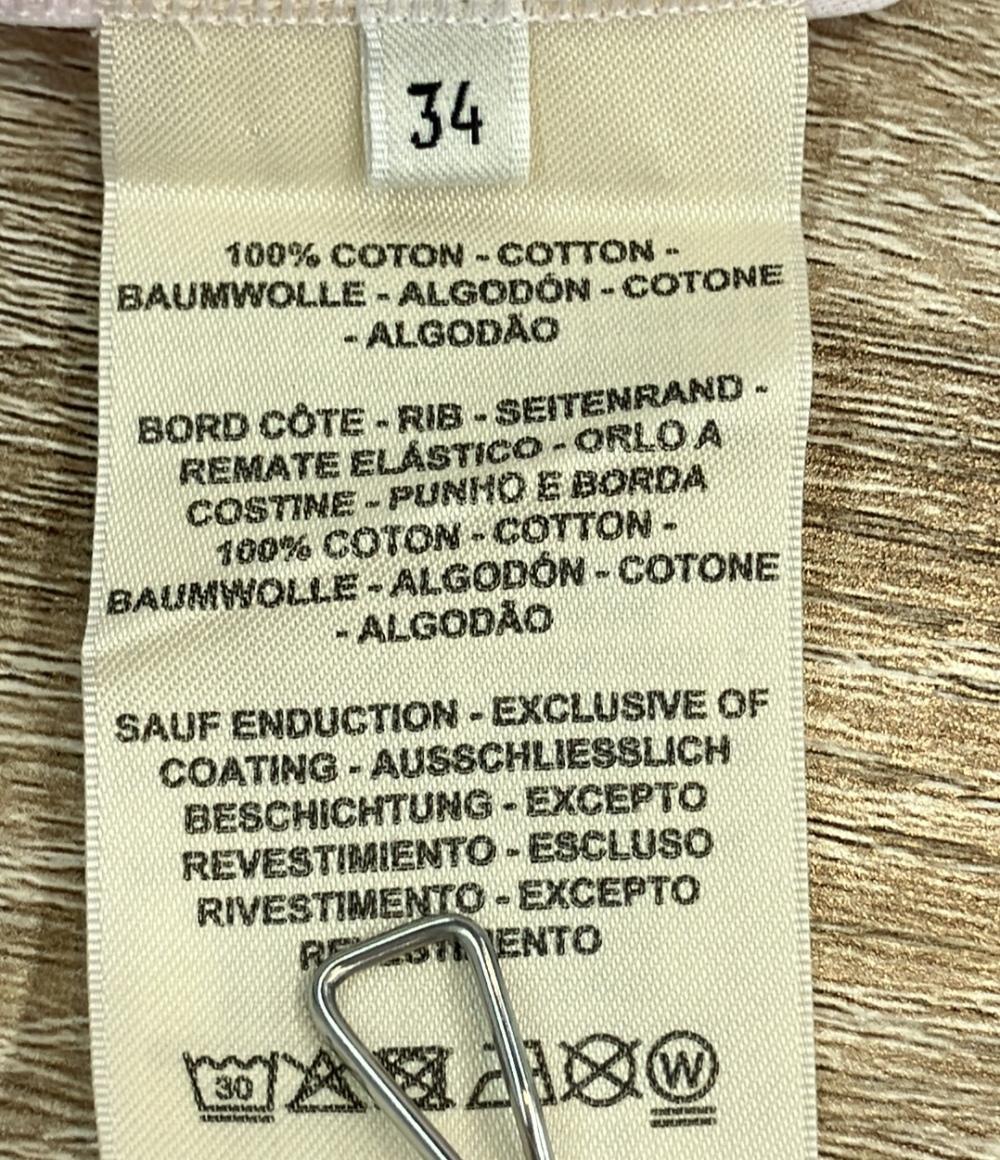 34
100% COTON - COTTON -
BAUMWOLLE - ALGODÓN - COTONE
- ALGODÃO
BORD CÔTE - RIB - SEITENRAND -
REMATE ELÁSTICO - ORLO A
COSTINE - PUNHO E BORDA
100% COTON - COTTON -
BAUMWOLLE - ALGODÓN - COTONE
- ALGODÃO
SAUF ENDUCTION - EXCLUSIVE OF
COATING - AUSSCHLIESSLICH
BESCHICHTUNG - EXCEPTO
REVESTIMIENTO - ESCLUSO
RIVESTIMENTO - EXCEPTO
30 W